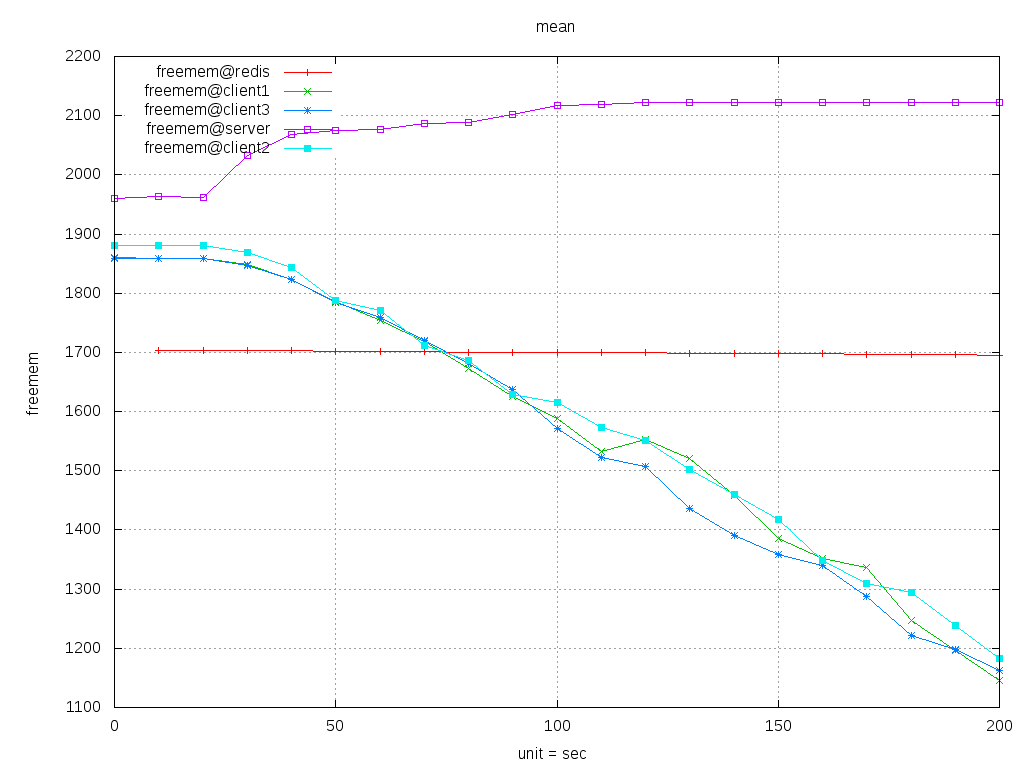 mean
2200
2100
2000
1900
1800
1700
1600
1500
1400
1300
1200
1100
freemem
freemem@redis
freemem@client1
freemem@client3
freemem@server
freemem@client2
0
50
100
150
200
unit = sec